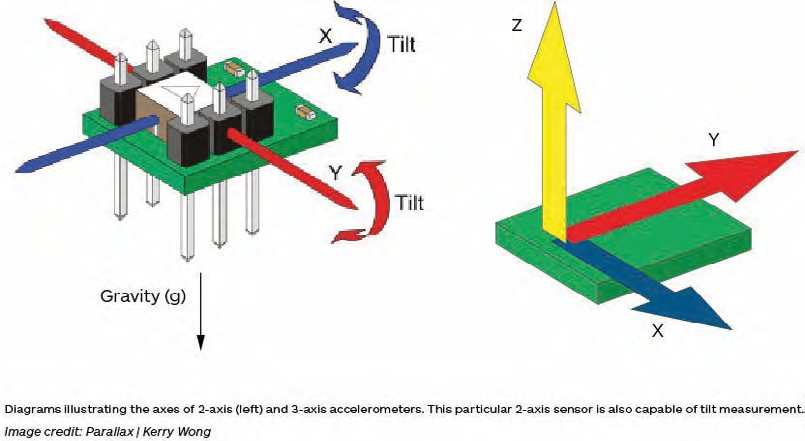 X
Tilt
Y
Tilt
Gravity (g)
Z
Y
X
Diagrams illustrating the axes of 2-axis (left) and 3-axis accelerometers. This particular 2-axis sensor is also capable of tilt measurement.
Image credit: Parallax | Kerry Wong